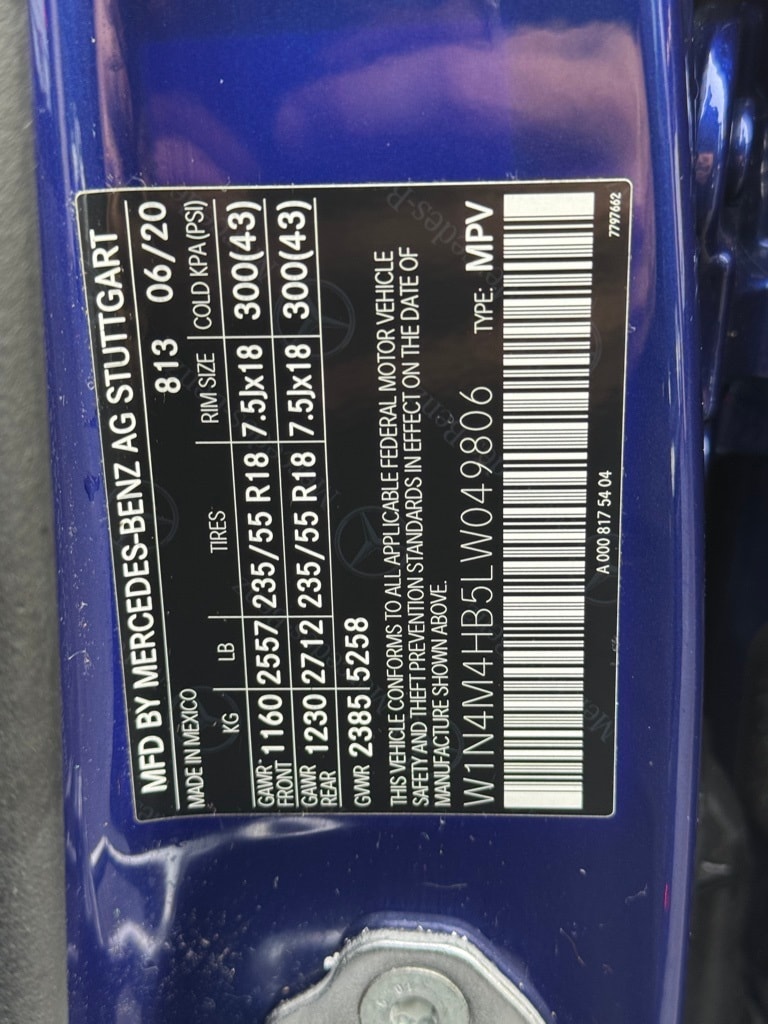 MFD BY MERCEDES-BENZ AG STUTTGART
MADE IN MEXICO 813 06/20
KG LB TIRES RIM SIZE COLD KPA(PSI)
GAWR FRONT 1160 2557 235/55 R18 7.5Jx18 300(43)
GAWR REAR 1230 2712 235/55 R18 7.5Jx18 300(43)
GVWR 2385 5258
THIS VEHICLE CONFORMS TO ALL APPLICABLE FEDERAL MOTOR VEHICLE
SAFETY AND THEFT PREVENTION STANDARDS IN EFFECT ON THE DATE OF
MANUFACTURE SHOWN ABOVE.
W1N4M4HB5LW049806 TYPE: MPV
A 000 817 54 04 7797662